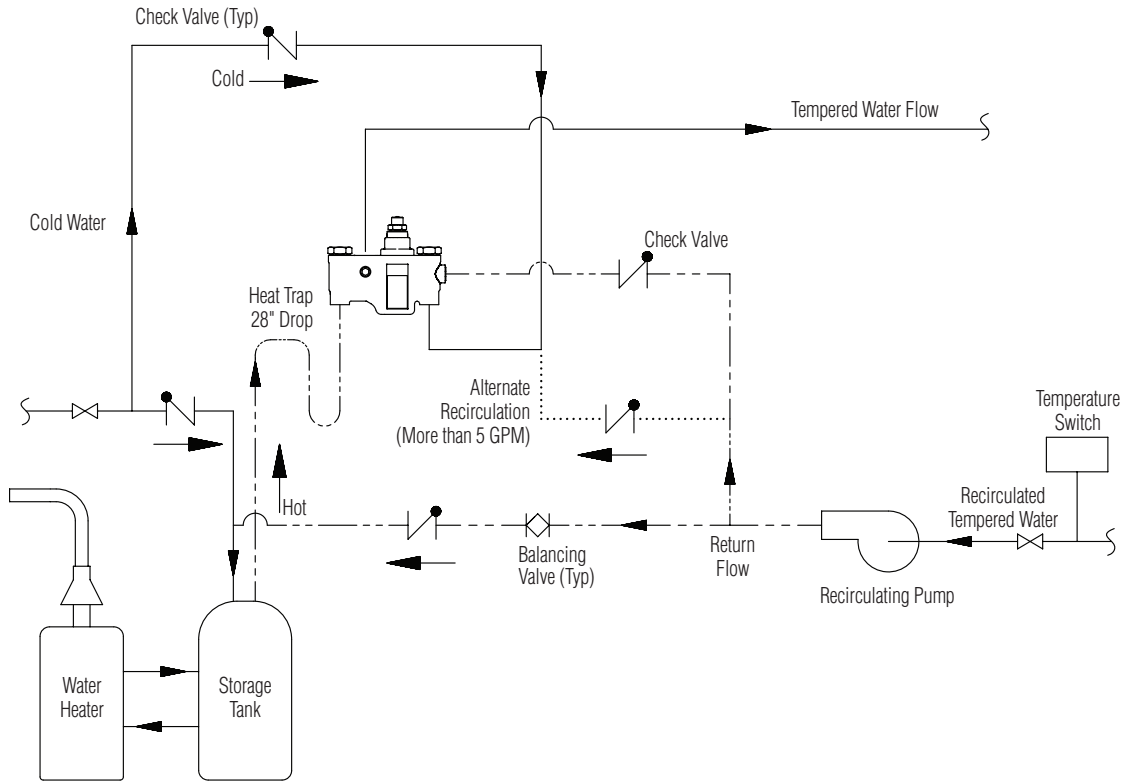 Check Valve (Typ)
Cold
Tempered Water Flow
Cold Water
Check Valve
Heat Trap
28" Drop
Alternate
Recirculation
(More than 5 GPM)
Temperature
Switch
Hot
Recirculated
Tempered Water
Balancing
Valve (Typ)
Return
Flow
Recirculating Pump
Water
Heater
Storage
Tank